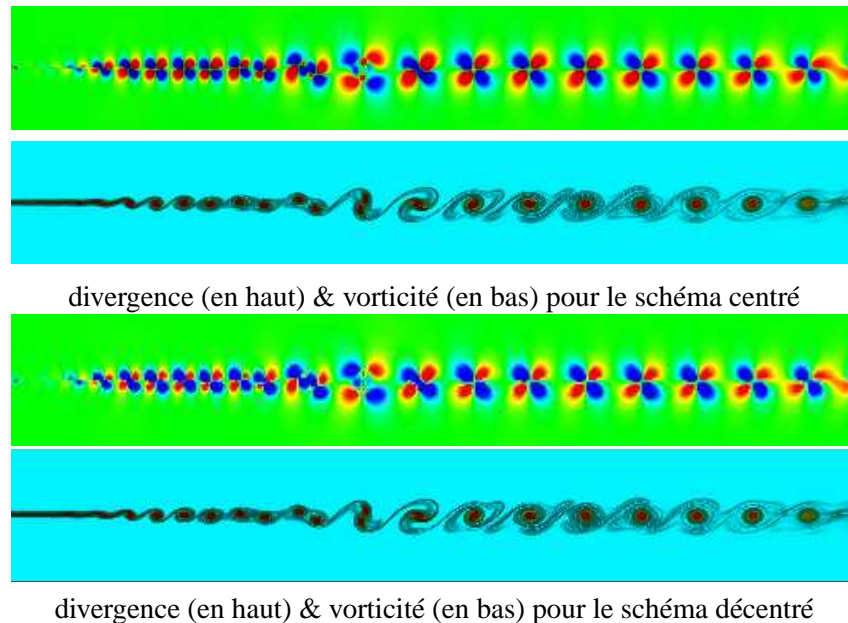 divergence (en haut) & vorticité (en bas) pour le schéma centré
divergence (en haut) & vorticité (en bas) pour le schéma décentré